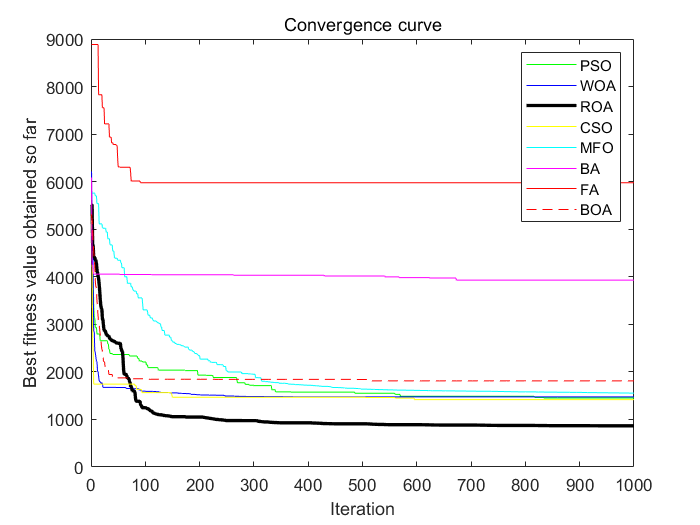 Convergence curve
Best fitness value obtained so far
9000
8000
7000
6000
5000
4000
3000
2000
1000
0
0 100 200 300 400 500 600 700 800 900 1000
Iteration
PSO
WOA
ROA
CSO
MFO
BA
FA
BOA